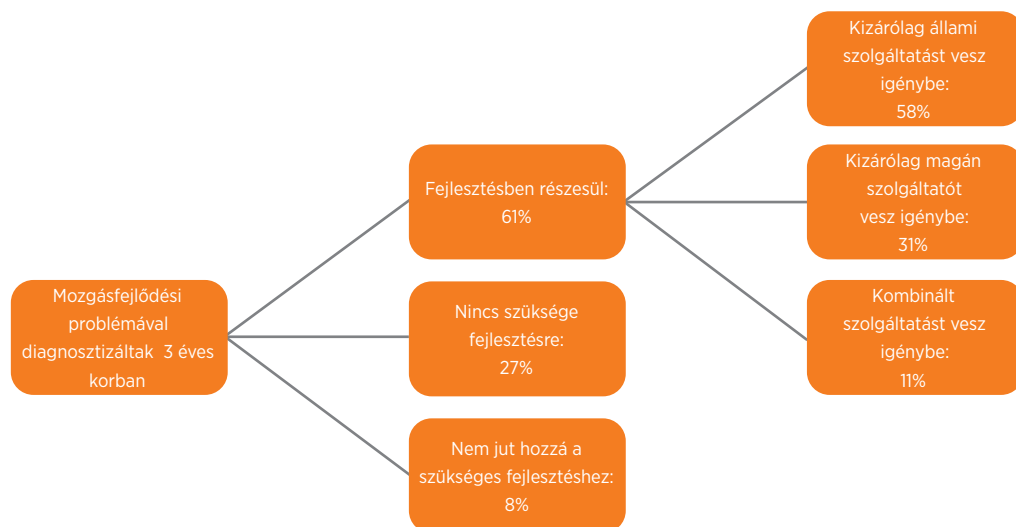 Mozgásfejlődési
problémával
diagnosztizáltak 3 éves
korban
Fejlesztésben részesül:
61%
Nincs szüksége
fejlesztésre:
27%
Nem jut hozzá a
szükséges fejlesztéshez:
8%
Kizárólag állami
szolgáltatást vesz
igénybe:
58%
Kizárólag magán
szolgáltatót
vesz igénybe:
31%
Kombinált
szolgáltatást vesz
igénybe:
11%